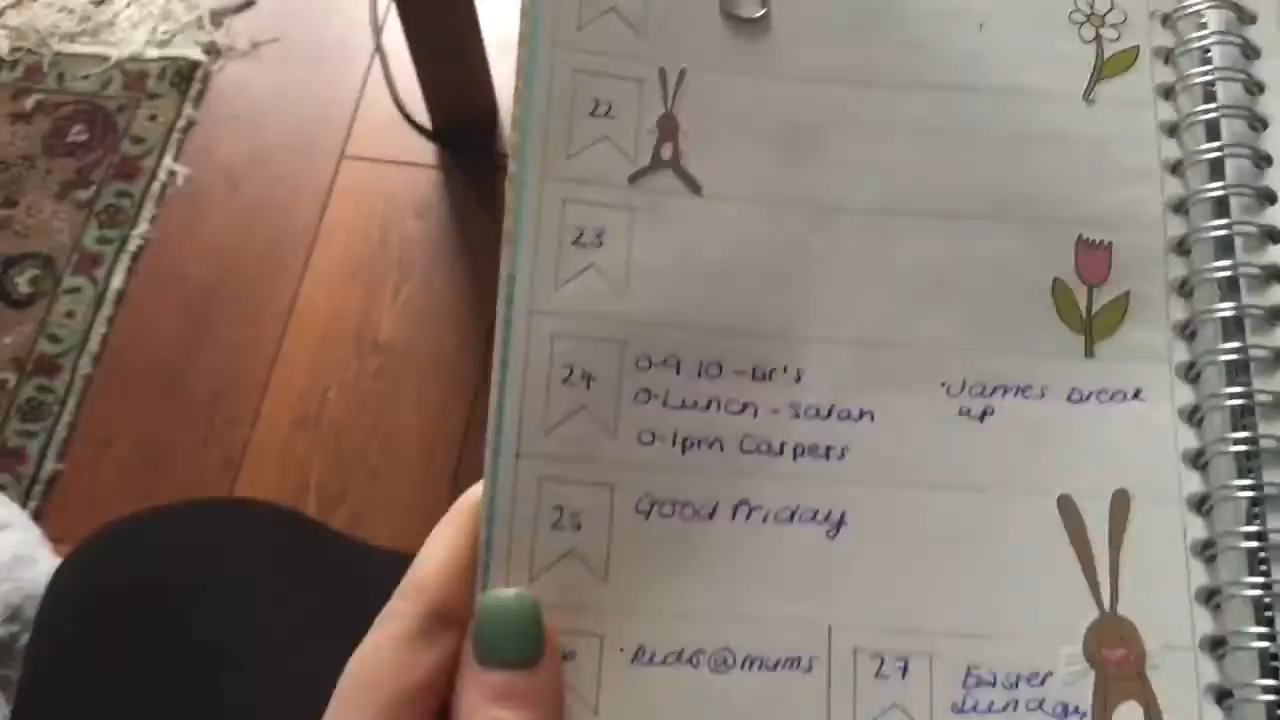 22
23
24
0-9 10 - Dr's
0-Lunch - Sarah
0-1pm Caspers
'James break
up
25
Good Friday
@mums
27
Easter
Sunday